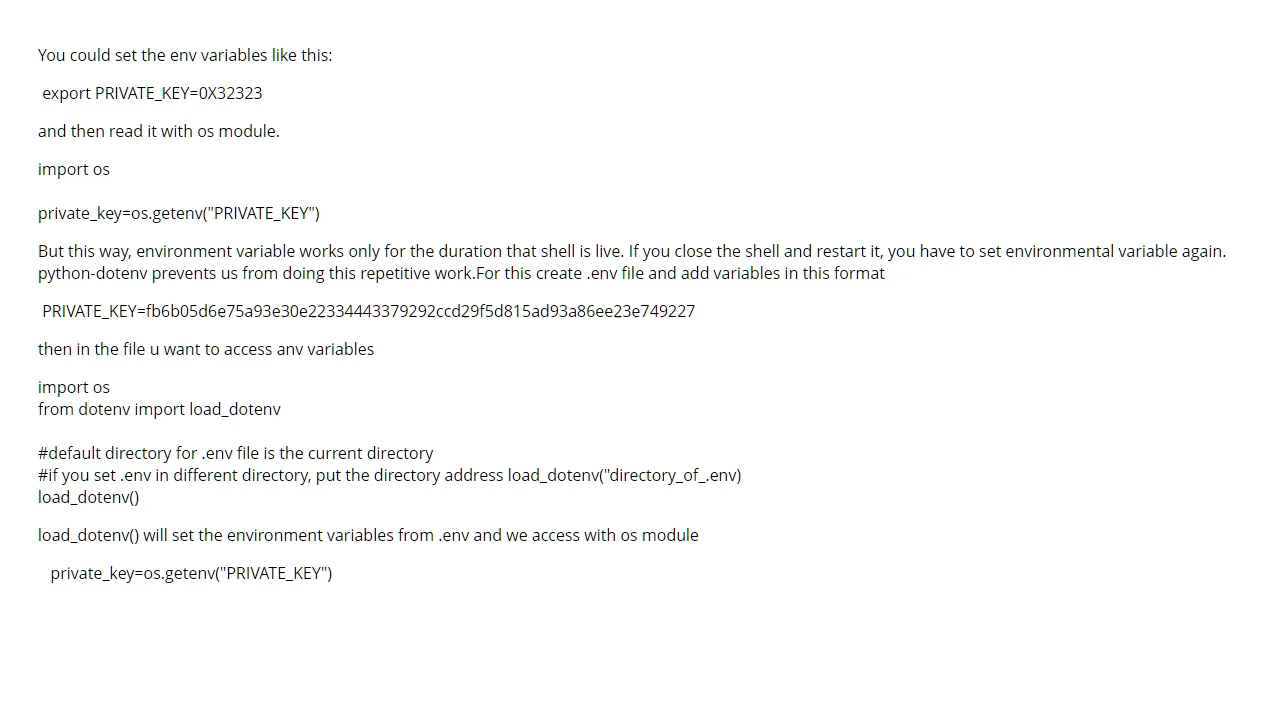 You could set the env variables like this:
export PRIVATE_KEY=0X32323
and then read it with os module.
import os
private_key=os.getenv("PRIVATE_KEY")
But this way, environment variable works only for the duration that shell is live. If you close the shell and restart it, you have to set environmental variable again.
python-dotenv prevents us from doing this repetitive work.For this create .env file and add variables in this format
PRIVATE_KEY=fb6b05d6e75a93e30e22334443379292ccd29f5d815ad93a86ee23e749227
then in the file u want to access anv variables
import os
from dotenv import load_dotenv
#default directory for .env file is the current directory
#if you set .env in different directory, put the directory address load_dotenv("directory_of_.env)
load_dotenv()
load_dotenv() will set the environment variables from .env and we access with os module
private_key=os.getenv("PRIVATE_KEY")